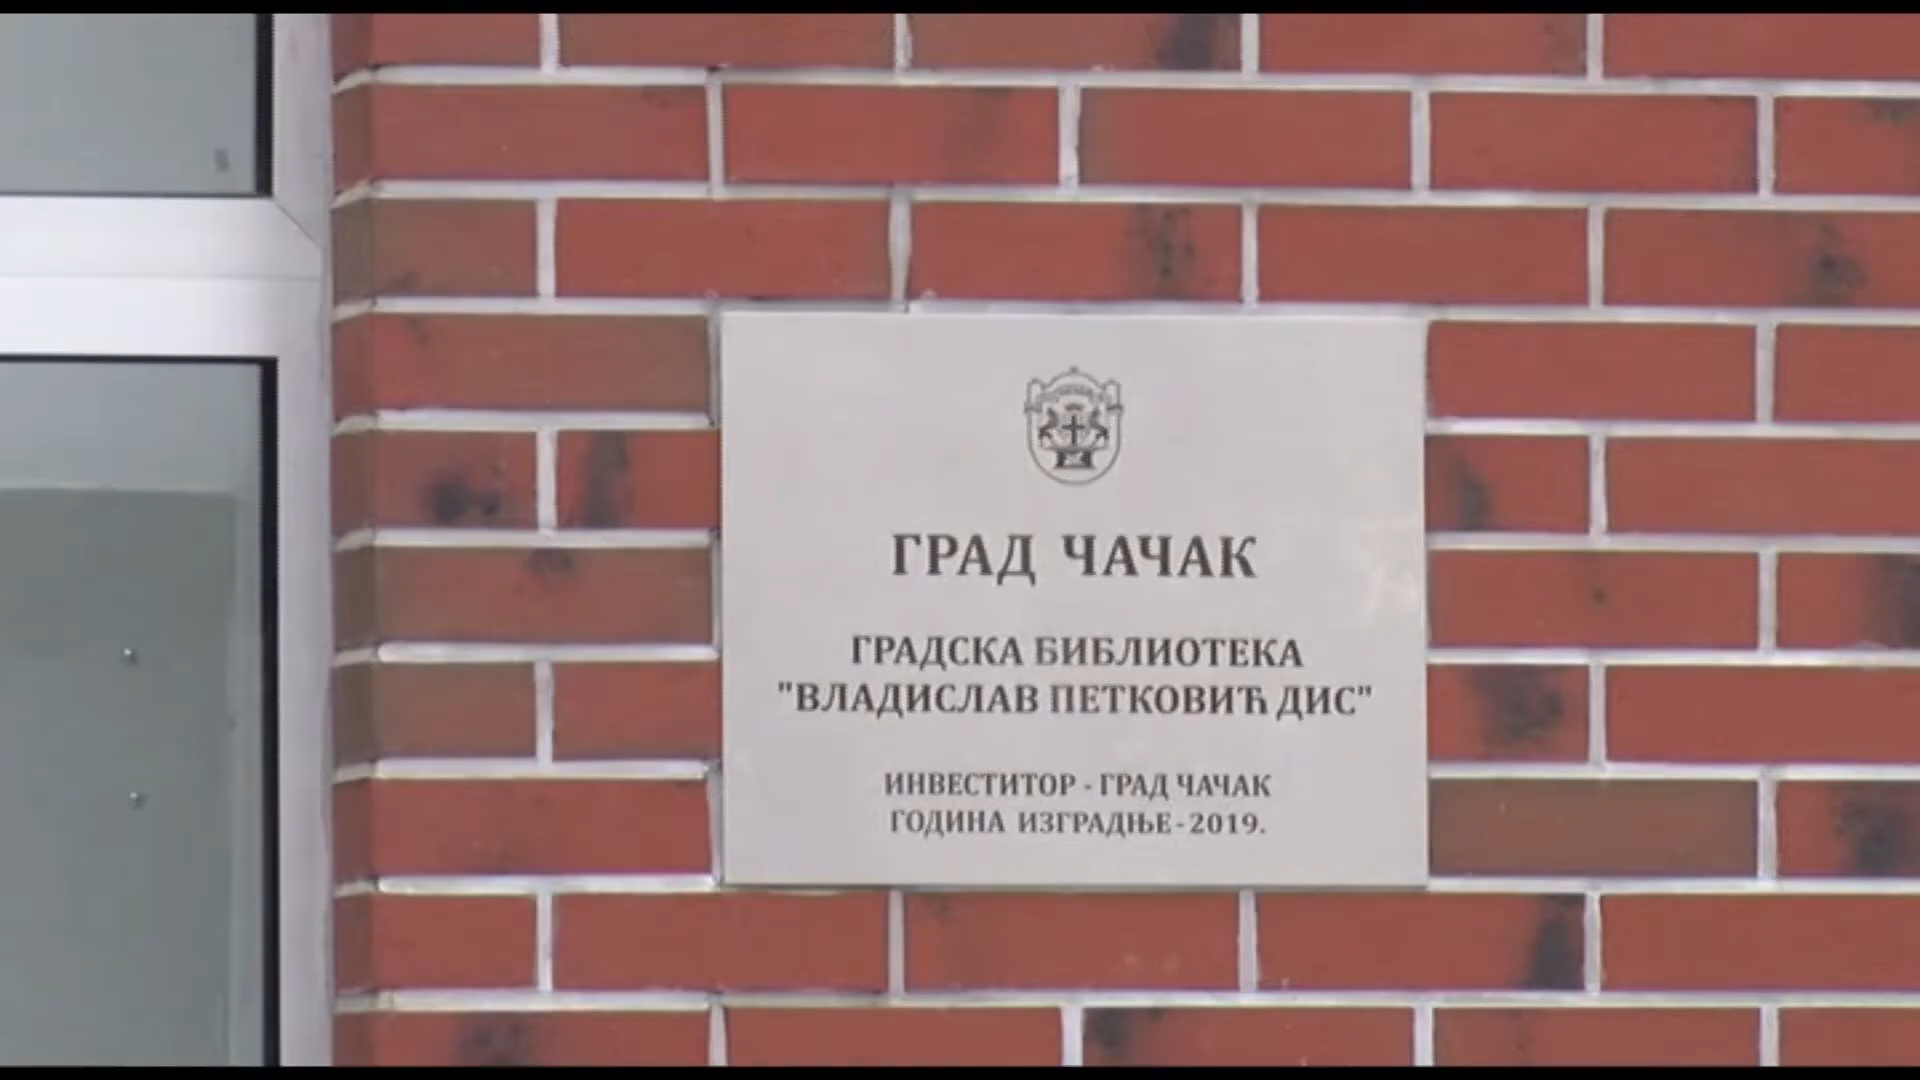 ГРАД ЧАЧАК
ГРАДСКА БИБЛИОТЕКА
"ВЛАДИСЛАВ ПЕТКОВИЋ ДИС"
ИНВЕСТИТОР - ГРАД ЧАЧАК
ГОДИНА ИЗГРАДЊЕ - 2019.